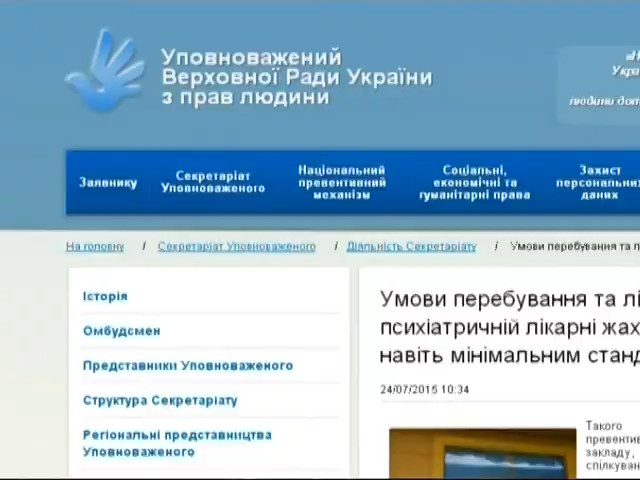 Уповноважений
Верховної Ради України
з прав людини
Заявнику
Секретаріат
Уповноваженого
Національний
превентивний
механізм
Соціальні,
економічні та
гуманітарні права
Захист
персональних
даних
На головну / Секретаріат Уповноваженого / Діяльність Секретаріату / Умови перебування та
Історія
Омбудсмен
Представники Уповноваженого
Структура Секретаріату
Регіональні представництва
Уповноваженого
Умови перебування та лі
психіатричній лікарні жах
навіть мінімальним станд
24/07/2015 10:34
Такого
превентив
закладу,
спілкуван